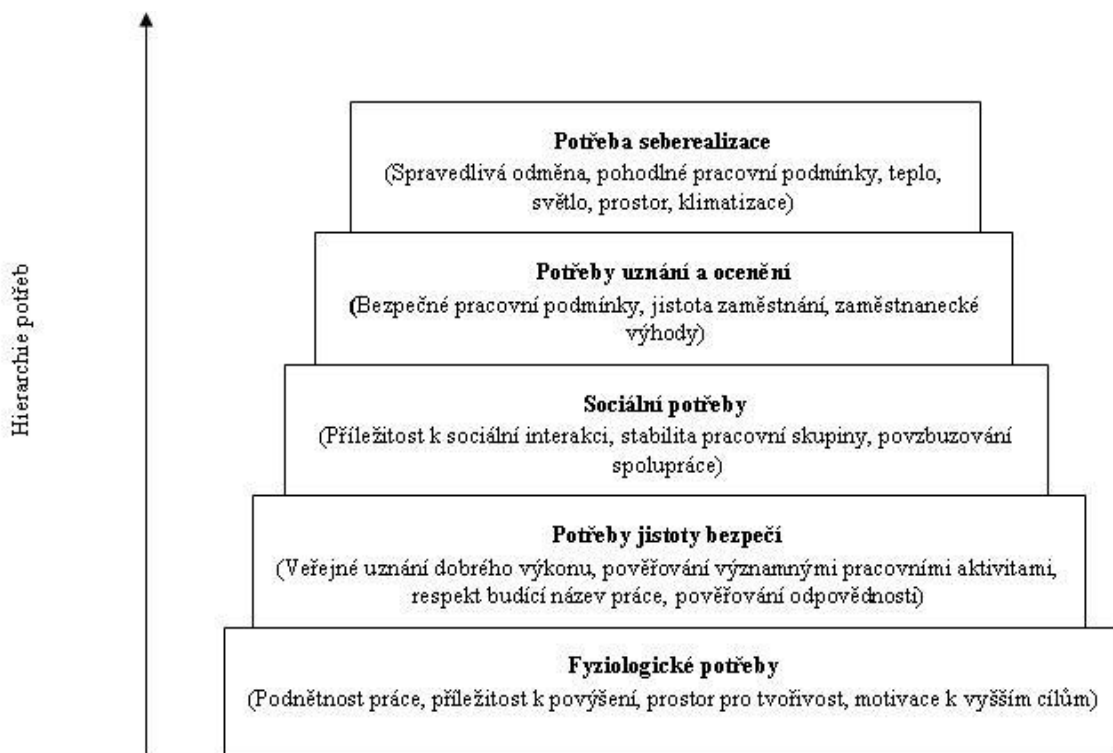 Hierarchie potřeb
Potřeba seberealizace
(Spravedlivá odměna, pohodlné pracovní podmínky, teplo,
světlo, prostor, klimatizace)
Potřeby uznání a ocenění
(Bezpečné pracovní podmínky, jistota zaměstnání, zaměstnanecké
výhody)
Sociální potřeby
(Příležitost k sociální interakci, stabilita pracovní skupiny, povzbuzování
spolupráce)
Potřeby jistoty bezpečí
(Veřejné uznání dobrého výkonu, pověřování významnými pracovními aktivitami,
respekt budící název práce, pověřování odpovědností)
Fyziologické potřeby
(Podnětnost práce, příležitost k povýšení, prostor pro tvořivost, motivace k vyšším cílům)